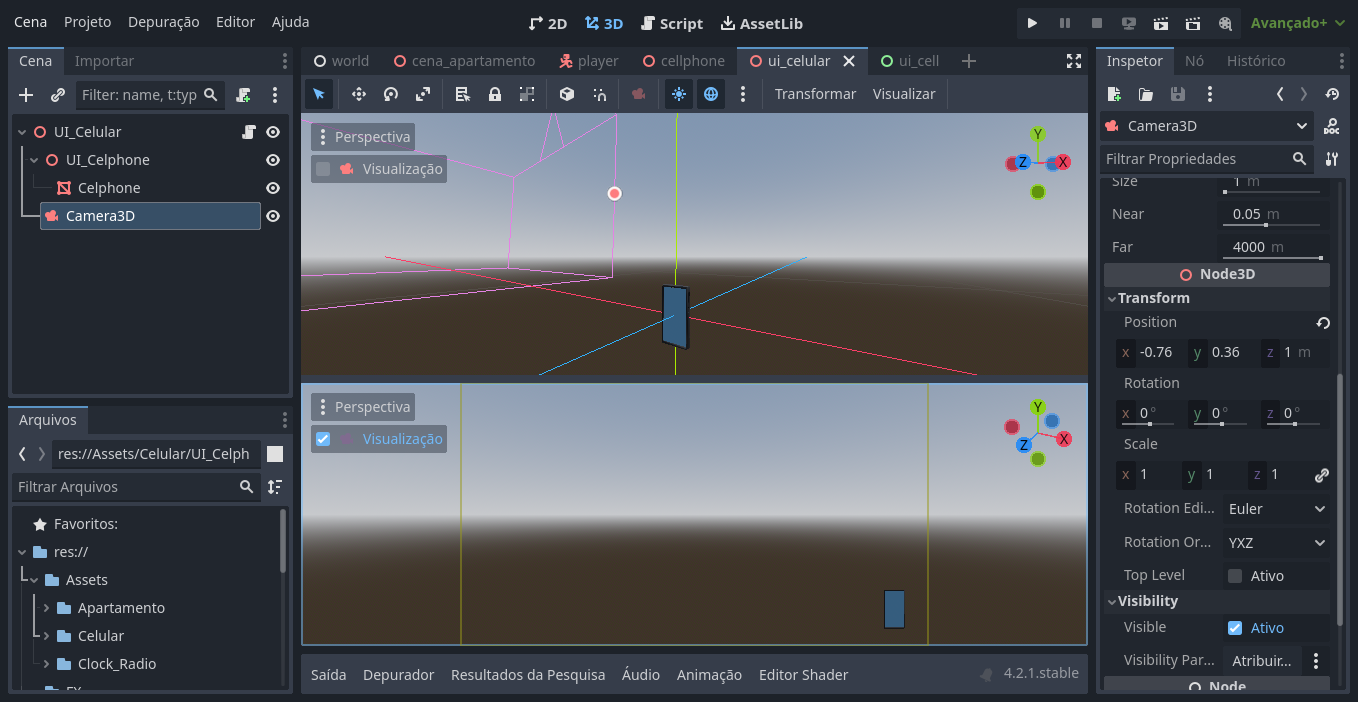 Cena Projeto Depuração Editor Ajuda
2D 3D Script AssetLib
Avançado+
Cena Importar
Filter: name, t:typ
UI_Celular
UI_Celphone
Celphone
Camera3D
Arquivos
res://Assets/Celular/UI_Celph
Filtrar Arquivos
Favoritos:
res://
Assets
Apartamento
Celular
Clock_Radio
world cena_apartamento player cellphone ui_celular ui_cell
Transformar Visualizar
Perspectiva
Visualização
Y
Z X
Perspectiva
Visualização
Y
Z X
Saída Depurador Resultados da Pesquisa Áudio Animação Editor Shader
4.2.1.stable
Inspetor Nó Histórico
Camera3D
Filtrar Propriedades
Size 1 m
Near 0.05 m
Far 4000 m
Node3D
Transform
Position
x -0.76 y 0.36 z 1 m
Rotation
x 0° y 0° z 0°
Scale
x 1 y 1 z 1
Rotation Edi... Euler
Rotation Or... YXZ
Top Level Ativo
Visibility
Visible Ativo
Visibility Par... Atribuir...
Node